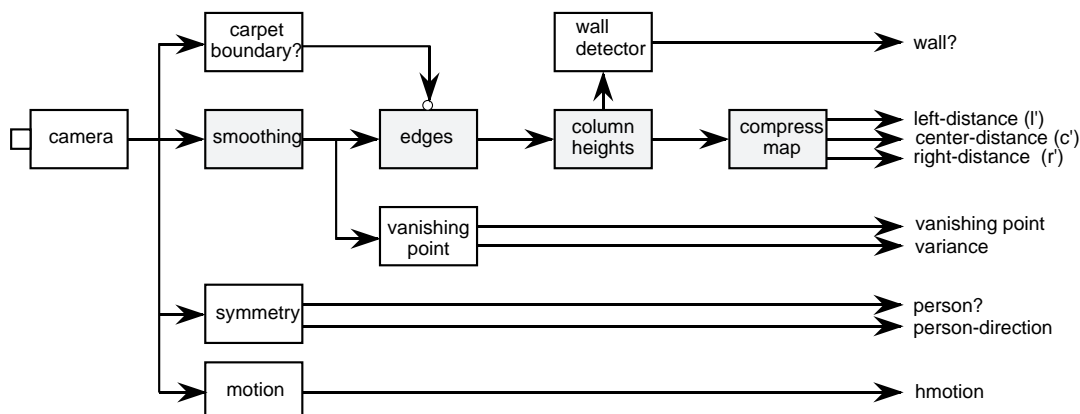 carpet
boundary?
wall
detector
wall?
camera
smoothing
edges
column
heights
compress
map
left-distance (l')
center-distance (c')
right-distance (r')
vanishing
point
vanishing point
variance
symmetry
person?
person-direction
motion
hmotion